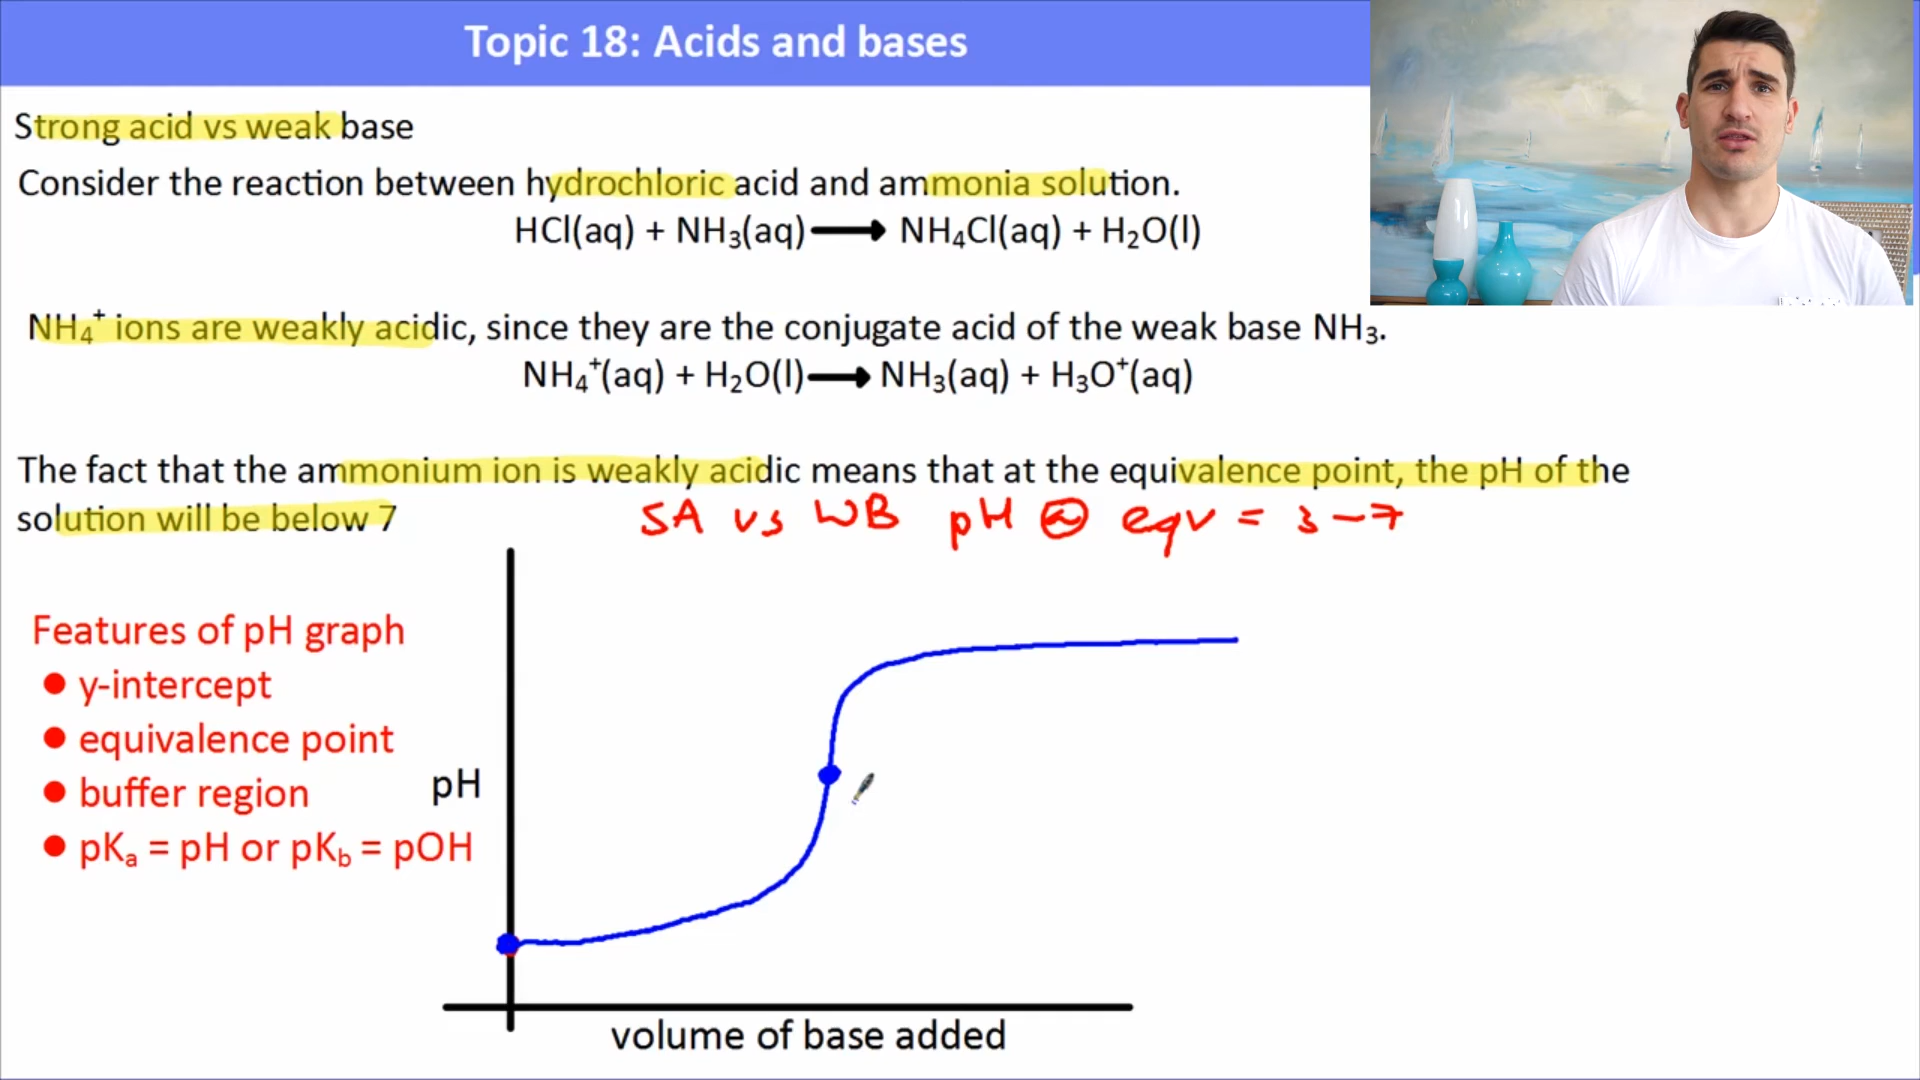 Topic 18: Acids and bases
Strong acid vs weak base
Consider the reaction between hydrochloric acid and ammonia solution.
HCl(aq) + NH₃(aq) ⟶ NH₄Cl(aq) + H₂O(l)
NH₄⁺ ions are weakly acidic, since they are the conjugate acid of the weak base NH₃.
NH₄⁺(aq) + H₂O(l) ⟶ NH₃(aq) + H₃O⁺(aq)
The fact that the ammonium ion is weakly acidic means that at the equivalence point, the pH of the
solution will be below 7
SA vs WB pH @ eqv = 3-7
Features of pH graph
● y-intercept
● equivalence point
● buffer region
● pKₐ = pH or pK_b = pOH
pH
volume of base added